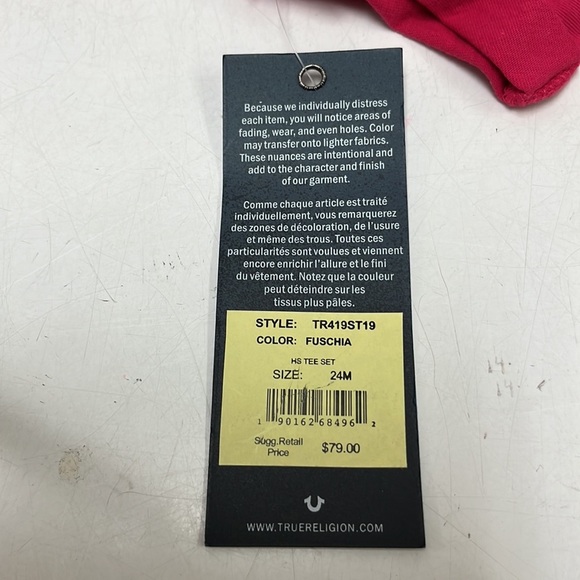 Because we individually distress
each item, you will notice areas of
fading, wear, and even holes. Color
may transfer onto lighter fabrics.
These nuances are intentional and
add to the character and finish
of our garment.
Comme chaque article est traité
individuellement, vous remarquerez
des zones de décoloration, de l'usure
et même des trous. Toutes ces
particularités sont voulues et viennent
encore enrichir l'allure et le fini
du vêtement. Notez que la couleur
peut déteindre sur les
tissus plus pâles.
STYLE: TR419ST19
COLOR: FUSCHIA
HS TEE SET
SIZE: 24M
1 90162 68496 2
Sugg.Retail
Price $79.00
WWW.TRUERELIGION.COM